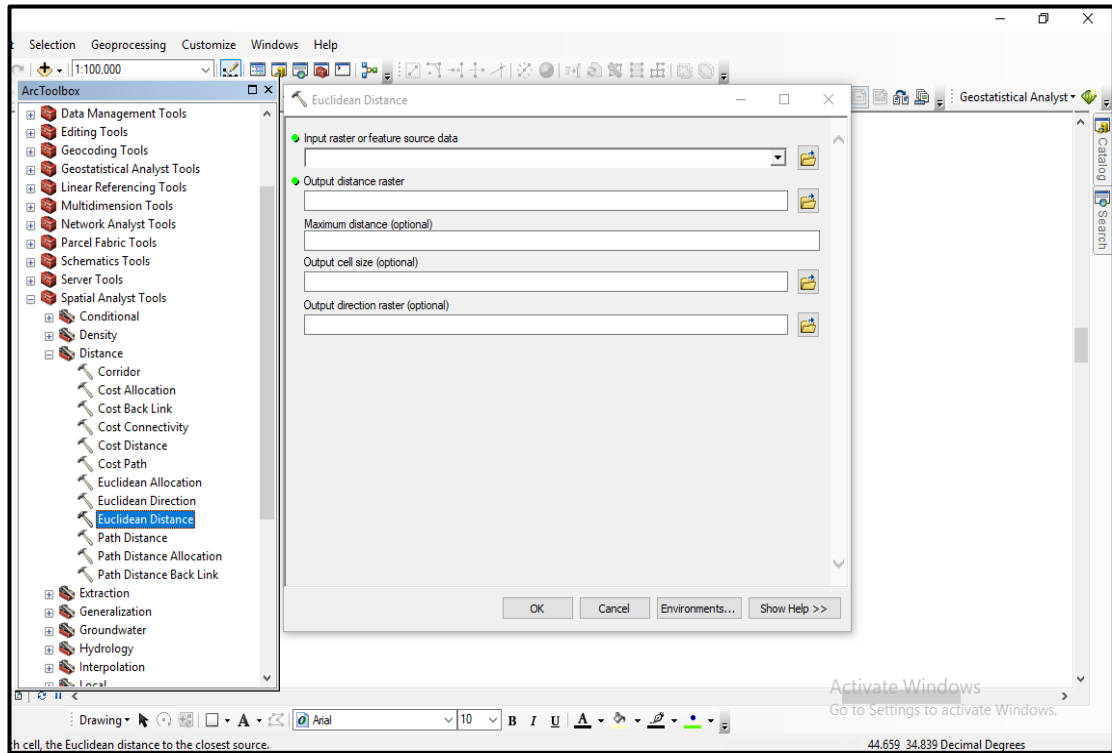 t Selection Geoprocessing Customize Windows Help
1:100,000
ArcToolbox
Data Management Tools
Editing Tools
Geocoding Tools
Geostatistical Analyst Tools
Linear Referencing Tools
Multidimension Tools
Network Analyst Tools
Parcel Fabric Tools
Schematics Tools
Server Tools
Spatial Analyst Tools
Conditional
Density
Distance
Corridor
Cost Allocation
Cost Back Link
Cost Connectivity
Cost Distance
Cost Path
Euclidean Allocation
Euclidean Direction
Euclidean Distance
Path Distance
Path Distance Allocation
Path Distance Back Link
Extraction
Generalization
Groundwater
Hydrology
Interpolation
Local
Euclidean Distance
Input raster or feature source data
Output distance raster
Maximum distance (optional)
Output cell size (optional)
Output direction raster (optional)
OK Cancel Environments... Show Help >>
Geostatistical Analyst
Catalog
Search
Activate Windows
Go to Settings to activate Windows.
Drawing A Arial 10 B I U A
h cell, the Euclidean distance to the closest source.
44.659 34.839 Decimal Degrees